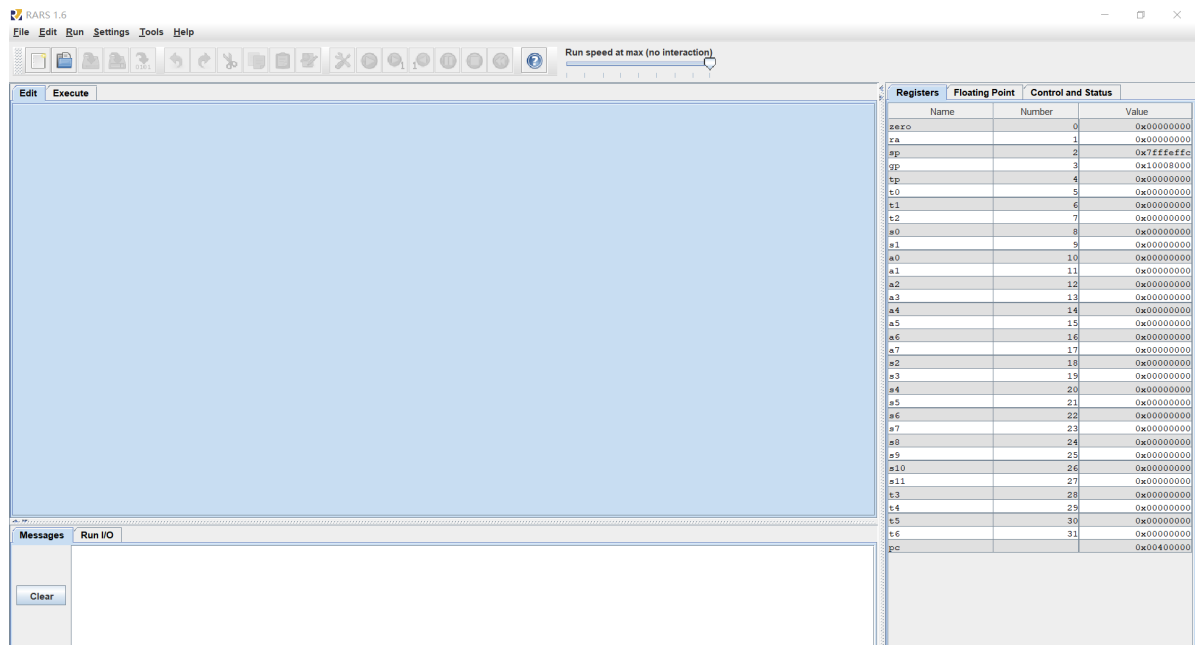 RARS 1.6
File Edit Run Settings Tools Help
Run speed at max (no interaction)
Edit Execute
Registers Floating Point Control and Status
Name Number Value
zero 0 0x00000000
ra 1 0x00000000
sp 2 0x7fffeffc
gp 3 0x10008000
tp 4 0x00000000
t0 5 0x00000000
t1 6 0x00000000
t2 7 0x00000000
s0 8 0x00000000
s1 9 0x00000000
a0 10 0x00000000
a1 11 0x00000000
a2 12 0x00000000
a3 13 0x00000000
a4 14 0x00000000
a5 15 0x00000000
a6 16 0x00000000
a7 17 0x00000000
s2 18 0x00000000
s3 19 0x00000000
s4 20 0x00000000
s5 21 0x00000000
s6 22 0x00000000
s7 23 0x00000000
s8 24 0x00000000
s9 25 0x00000000
s10 26 0x00000000
s11 27 0x00000000
t3 28 0x00000000
t4 29 0x00000000
t5 30 0x00000000
t6 31 0x00000000
pc 0x00400000
Messages Run I/O
Clear